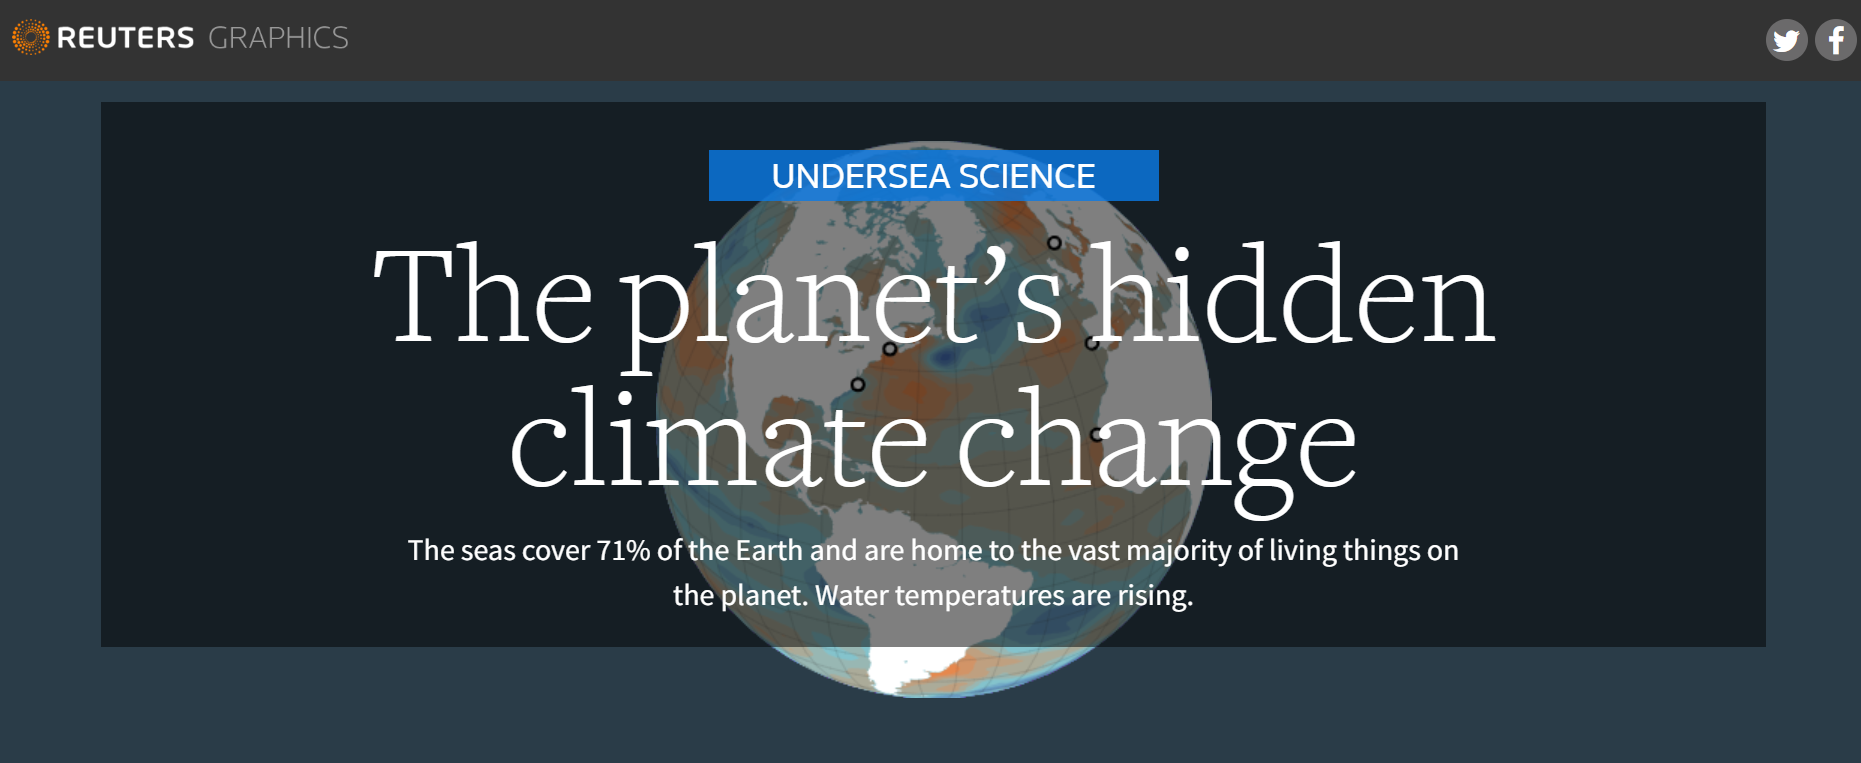 REUTERS GRAPHICS
UNDERSEA SCIENCE
The planet’s hidden
climate change
The seas cover 71% of the Earth and are home to the vast majority of living things on
the planet. Water temperatures are rising.